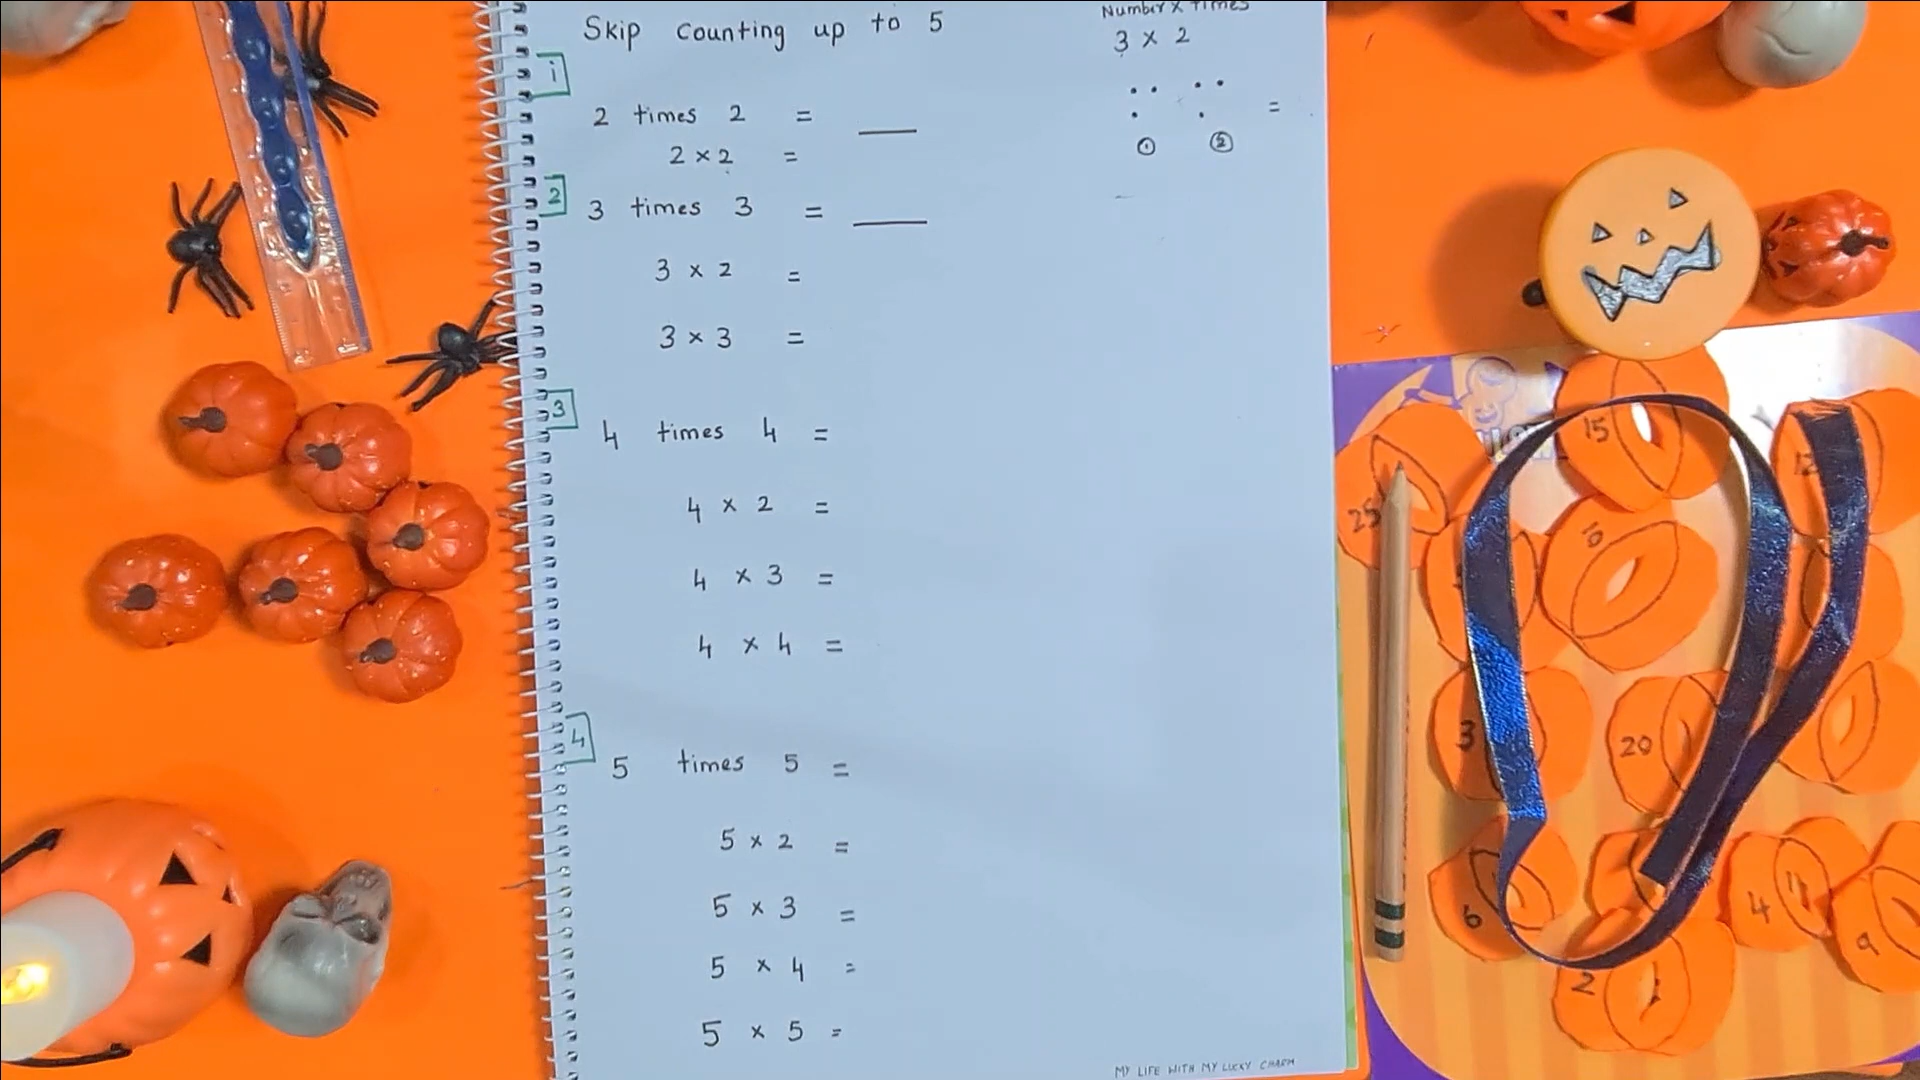 Skip counting up to 5
1
2 times 2 = ___
2 × 2 =
2
3 times 3 = ___
3 × 2 =
3 × 3 =
3
4 times 4 =
4 × 2 =
4 × 3 =
4 × 4 =
4
5 times 5 =
5 × 2 =
5 × 3 =
5 × 4 =
5 × 5 =
Number × Times
3 × 2
=
① ②
MY LIFE WITH MY LUCKY CHARM
15
12
25
3
20
6
4
9
2